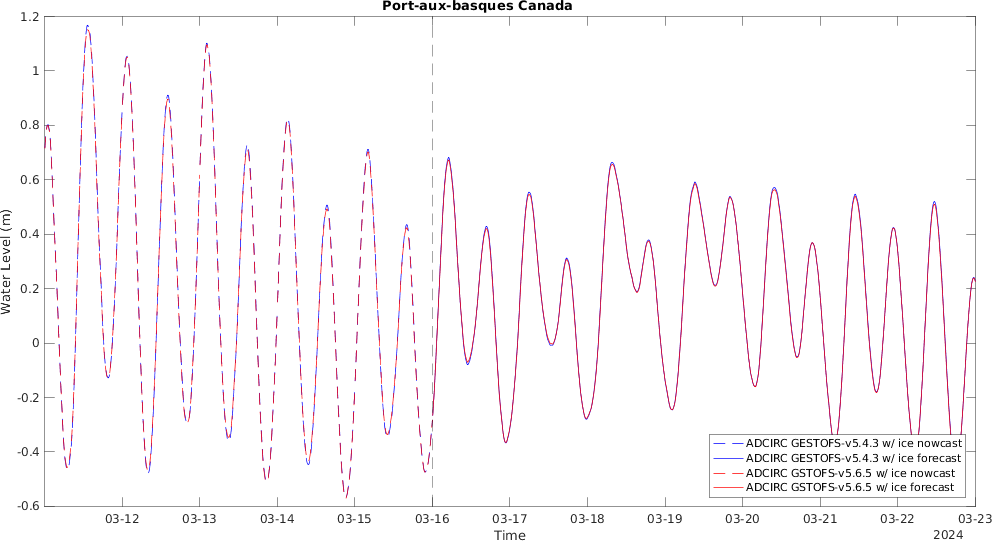 Port-aux-basques Canada
1.2
1
0.8
0.6
0.4
0.2
0
-0.2
-0.4
-0.6
Water Level (m)
ADCIRC GESTOFS-v5.4.3 w/ ice nowcast
ADCIRC GESTOFS-v5.4.3 w/ ice forecast
ADCIRC GSTOFS-v5.6.5 w/ ice nowcast
ADCIRC GSTOFS-v5.6.5 w/ ice forecast
03-12 03-13 03-14 03-15 03-16 03-17 03-18 03-19 03-20 03-21 03-22 03-23
Time
2024